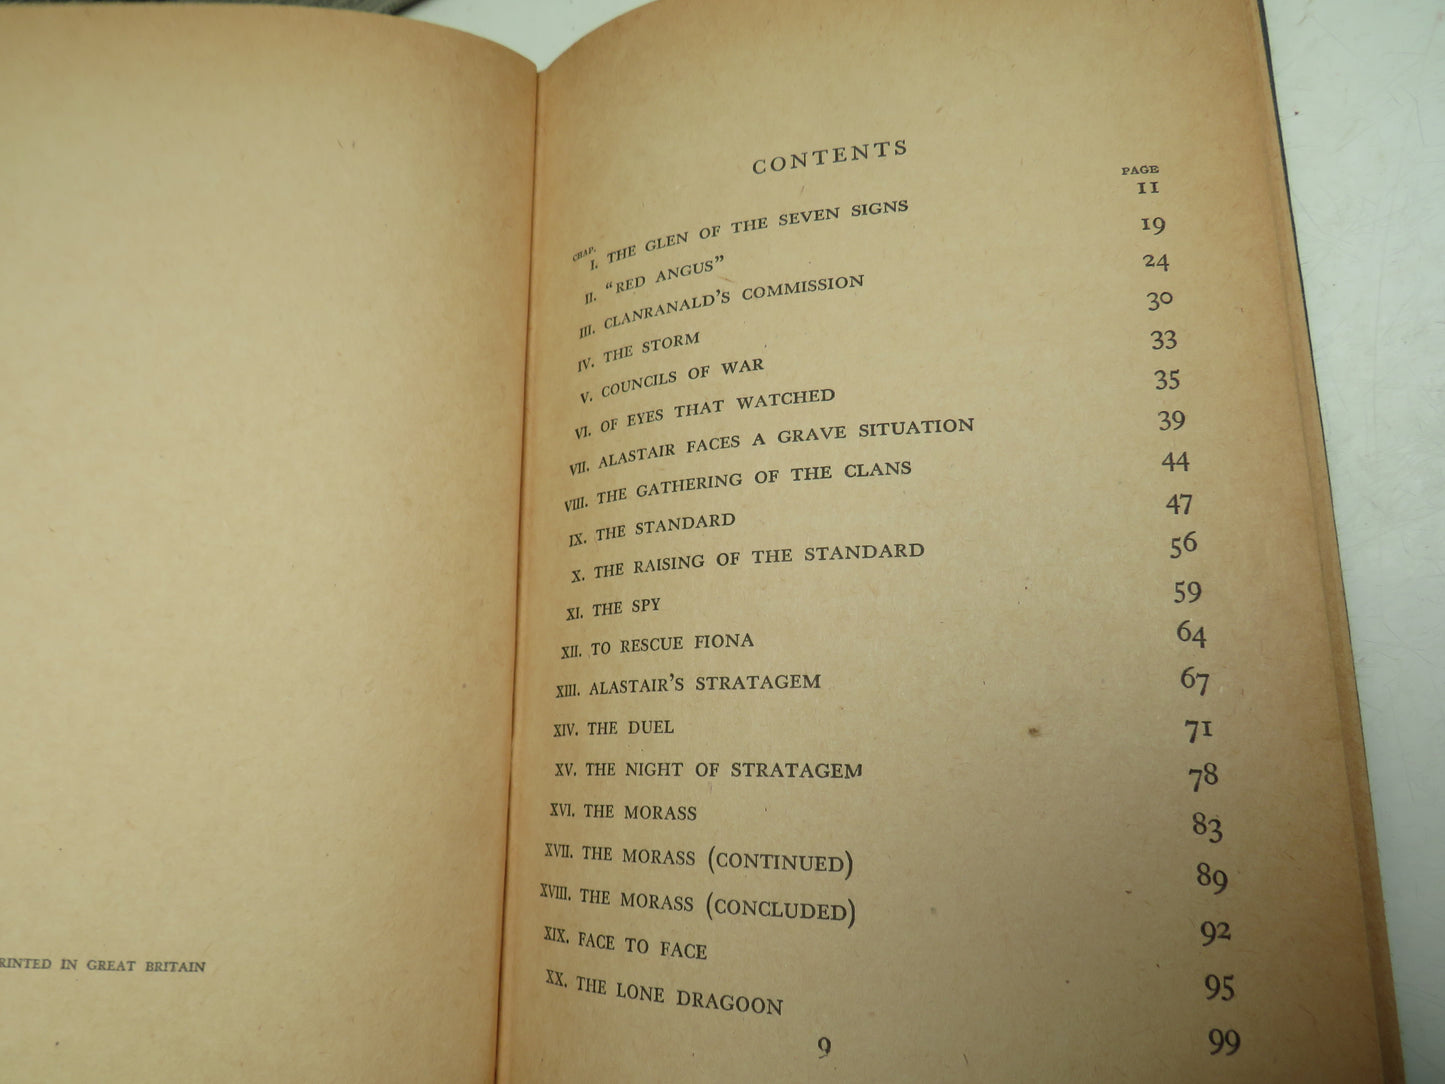 RINTED IN GREAT BRITAIN
CONTENTS
CHAP. PAGE
I. THE GLEN OF THE SEVEN SIGNS 11
II. “RED ANGUS” 19
III. CLANRANALD’S COMMISSION 24
IV. THE STORM 30
V. COUNCILS OF WAR 33
VI. OF EYES THAT WATCHED 35
VII. ALASTAIR FACES A GRAVE SITUATION 39
VIII. THE GATHERING OF THE CLANS 44
IX. THE STANDARD 47
X. THE RAISING OF THE STANDARD 56
XI. THE SPY 59
XII. TO RESCUE FIONA 64
XIII. ALASTAIR’S STRATAGEM 67
XIV. THE DUEL 71
XV. THE NIGHT OF STRATAGEM 78
XVI. THE MORASS 83
XVII. THE MORASS (CONTINUED) 89
XVIII. THE MORASS (CONCLUDED) 92
XIX. FACE TO FACE 95
XX. THE LONE DRAGOON 99
9